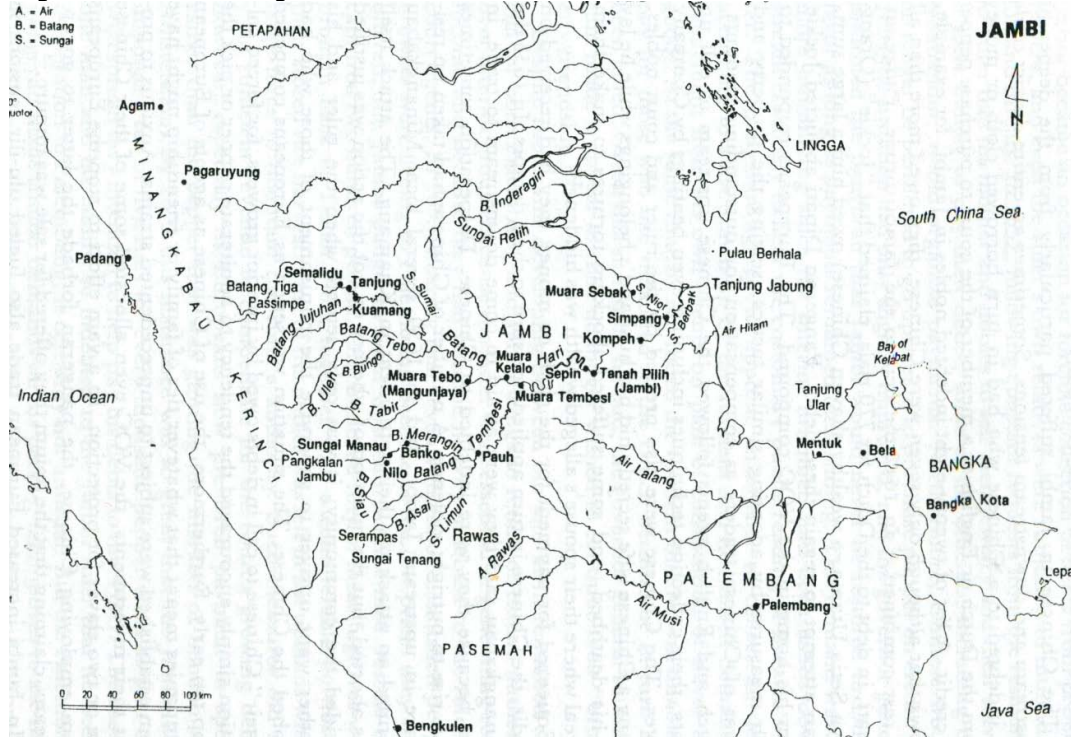 A. = Air
B. = Batang
S. = Sungai
JAMBI
N
PETAPAHAN
Agam
MINANGKABAU
Pagaruyung
Padang
LINGGA
South China Sea
B. Inderagiri
Sungai Retih
Pulau Berhala
Tanjung Jabung
Semalidu
Tanjung
Batang Tiga
Passimpe
Kuamang
S. Sumai
Batang Jujuhan
Muara Sebak
S. Nior
Simpang
S. Berbak
Air Hitam
JAMBI
Kompeh
Batang Tebo
Batang
Hari
B. Bungo
B. Uleh
Muara
Ketalo
Sepin
Tanah Pilih
(Jambi)
Muara Tebo
(Mangunjaya)
Muara Tembesi
B. Tabir
KERINCI
Indian Ocean
Bay of
Kelabat
Tanjung
Ular
Mentuk
Bela
BANGKA
Bangka Kota
Lepa
Sungai Manau
B. Merangin
Banko
Pangkalan
Jambu
Nilo
Batang
Tembesi
Pauh
Air Lalang
B. Siau
B. Asai
S. Limun
Serampas
Rawas
Sungai Tenang
A Rawas
PALEMBANG
Palembang
Air Musi
PASEMAH
0 20 40 60 80 100 km
Bengkulen
Java Sea